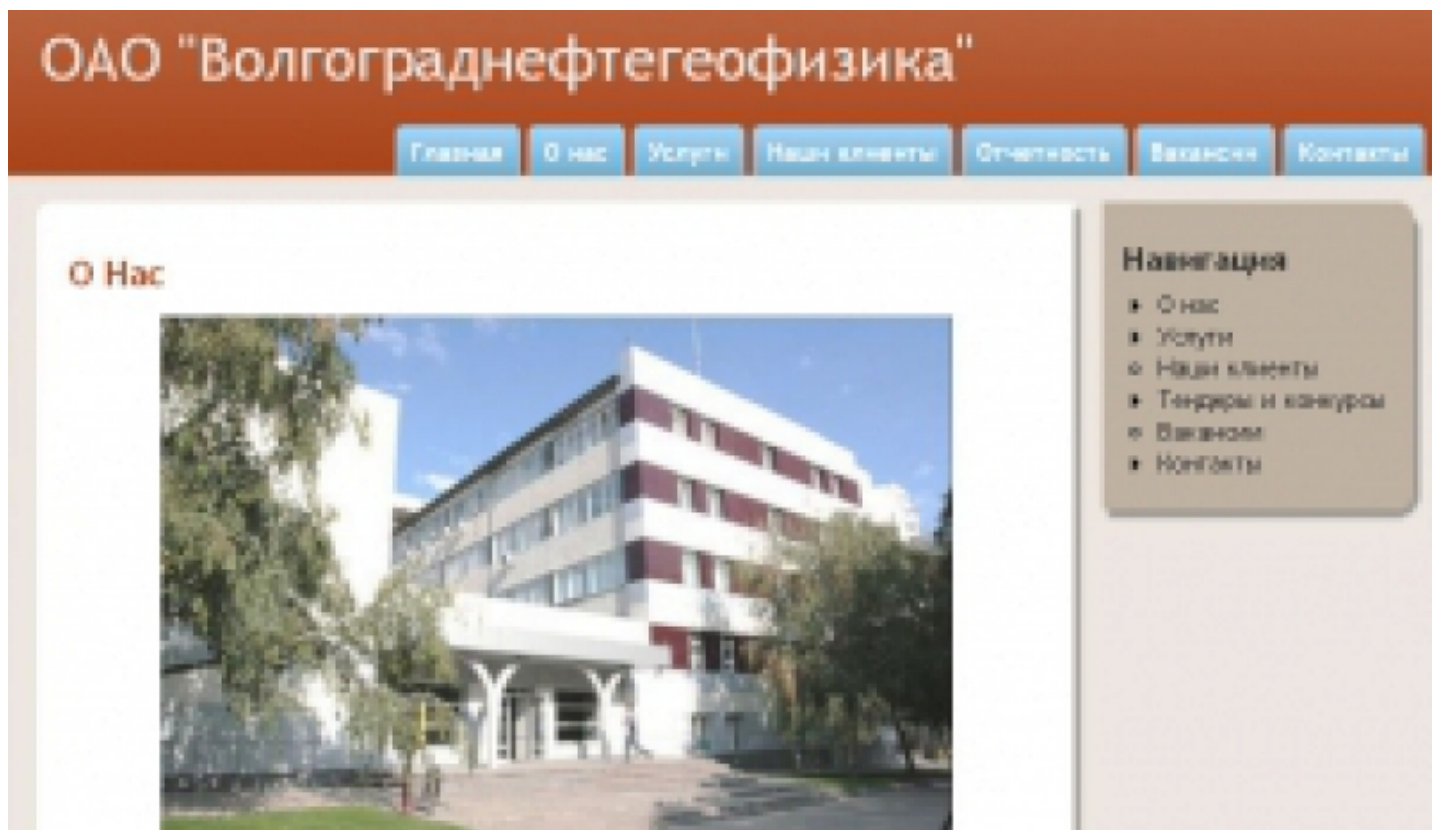 ОАО "Волгограднефтегеофизика"
Главная О нас Услуги Наши клиенты Отчетность Вакансии Контакты
О Нас
Навигация
О нас
Услуги
Наши клиенты
Тендеры и конкурсы
Вакансии
Контакты